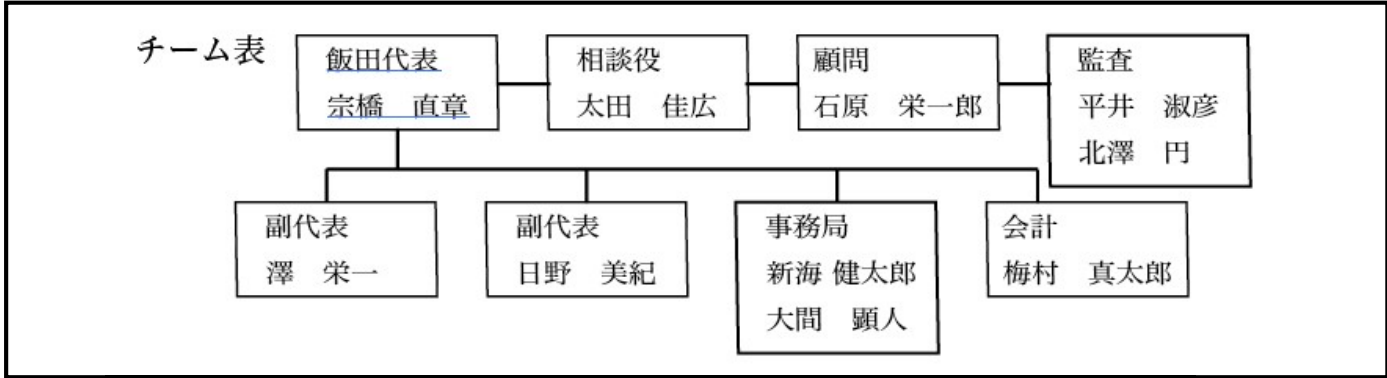 チーム表
飯田代表
宗橋　直章
相談役
太田　佳広
顧問
石原　栄一郎
監査
平井　淑彦
北澤　円
副代表
澤　栄一
副代表
日野　美紀
事務局
新海 健太郎
大間　顕人
会計
梅村　真太郎